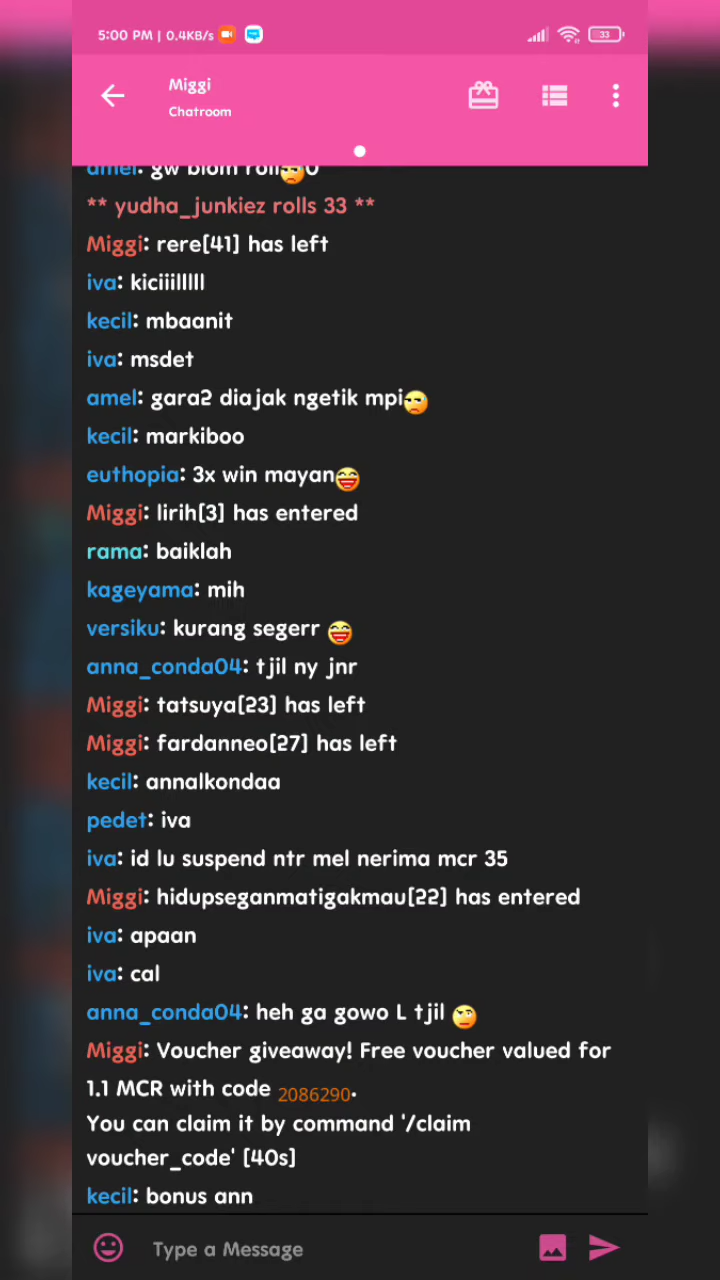 5:00 PM | 0.4KB/s
33
Miggi
Chatroom
amel: gw blom roll
** yudha_junkiez rolls 33 **
Miggi: rere[41] has left
iva: kiciiilllll
kecil: mbaanit
iva: msdet
amel: gara2 diajak ngetik mpi
kecil: markiboo
euthopia: 3x win mayan
Miggi: lirih[3] has entered
rama: baiklah
kageyama: mih
versiku: kurang segerr
anna_conda04: tjil ny jnr
Miggi: tatsuya[23] has left
Miggi: fardanneo[27] has left
kecil: annalkondaa
pedet: iva
iva: id lu suspend ntr mel nerima mcr 35
Miggi: hidupseganmatigakmau[22] has entered
iva: apaan
iva: cal
anna_conda04: heh ga gowo L tjil
Miggi: Voucher giveaway! Free voucher valued for
1.1 MCR with code 2086290.
You can claim it by command '/claim
voucher_code' [40s]
kecil: bonus ann
Type a Message